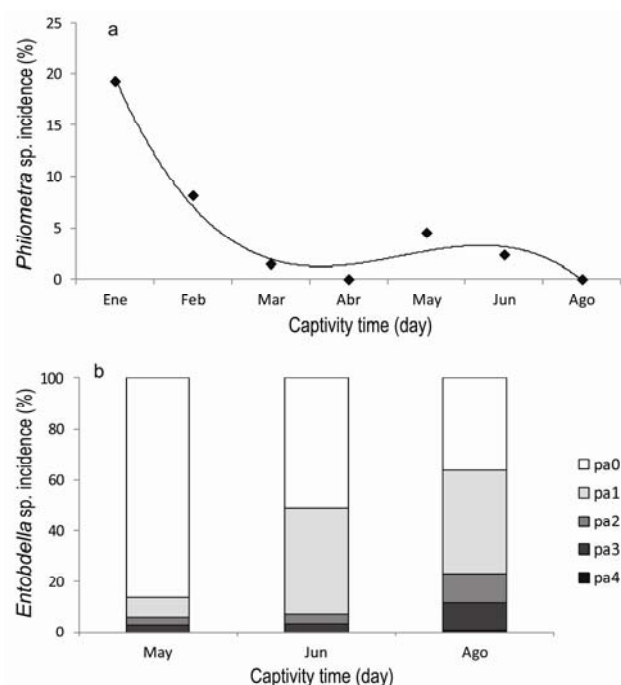 a
25
20
15
10
5
0
Philometra sp. incidence (%)
Ene Feb Mar Abr May Jun Ago
Captivity time (day)
b
100
80
60
40
20
0
Entobdella sp. incidence (%)
pa0
pa1
pa2
pa3
pa4
May Jun Ago
Captivity time (day)